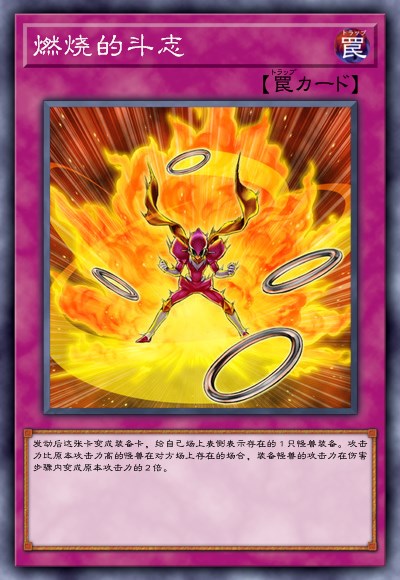 燃烧的斗志
トラップ
罠
トラップ
【罠カード】
发动后这张卡变成装备卡，给自己场上表侧表示存在的1只怪兽装备。攻击
力比原本攻击力高的怪兽在对方场上存在的场合，装备怪兽的攻击力在伤害
步骤内变成原本攻击力的2倍。